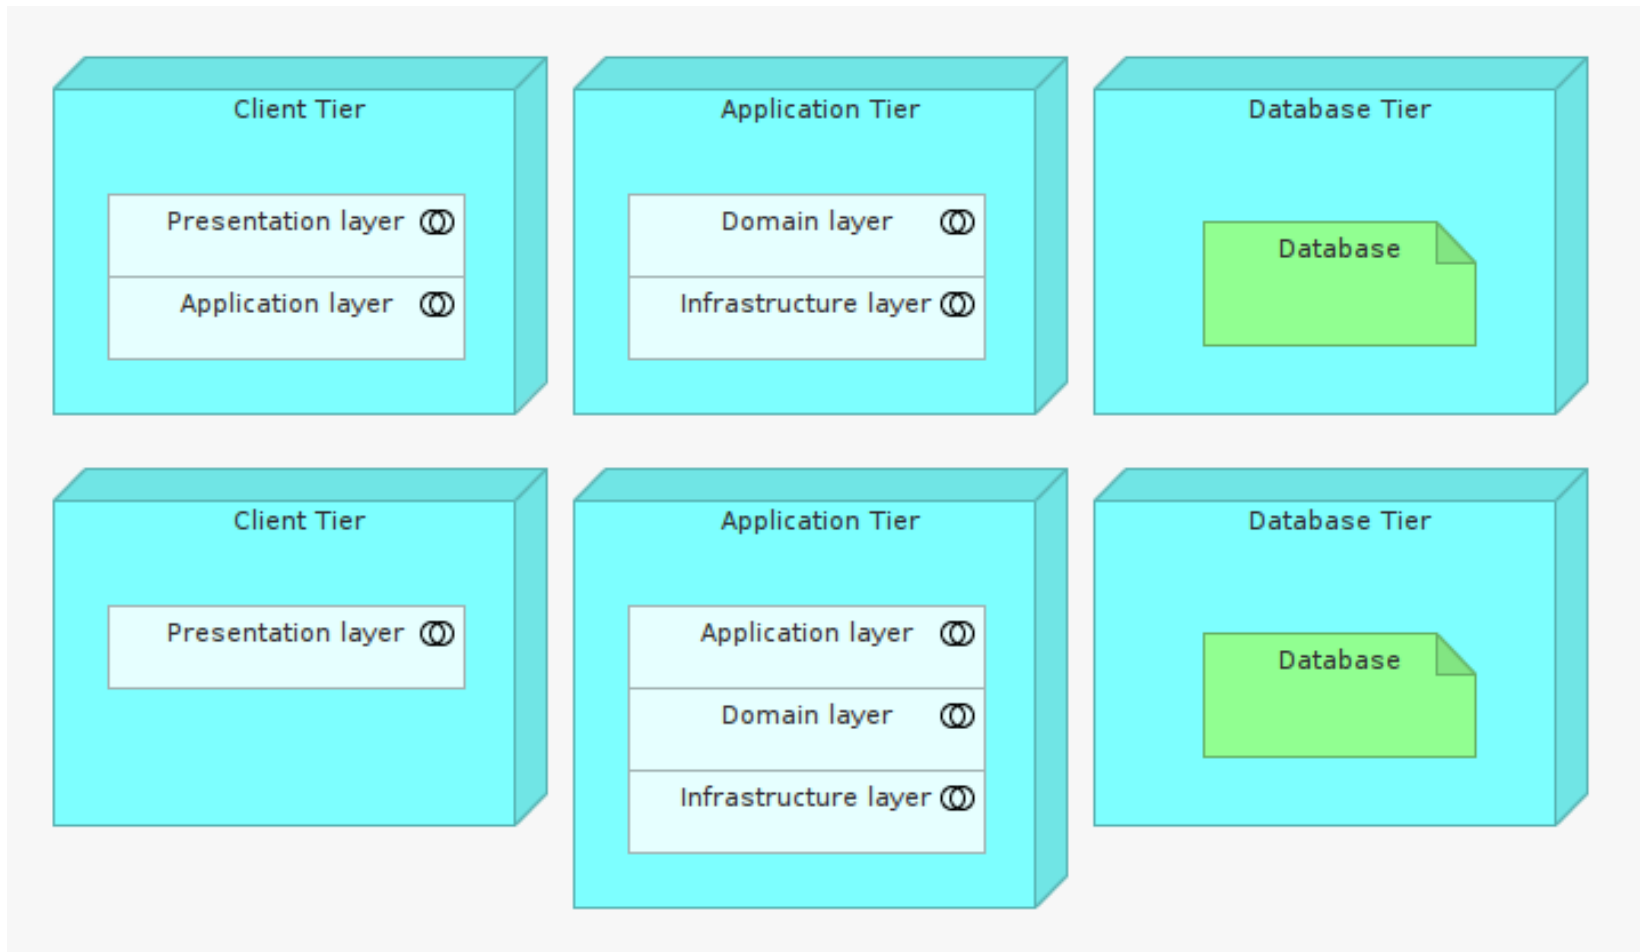 Client Tier
Presentation layer
Application layer
Application Tier
Domain layer
Infrastructure layer
Database Tier
Database
Client Tier
Presentation layer
Application Tier
Application layer
Domain layer
Infrastructure layer
Database Tier
Database